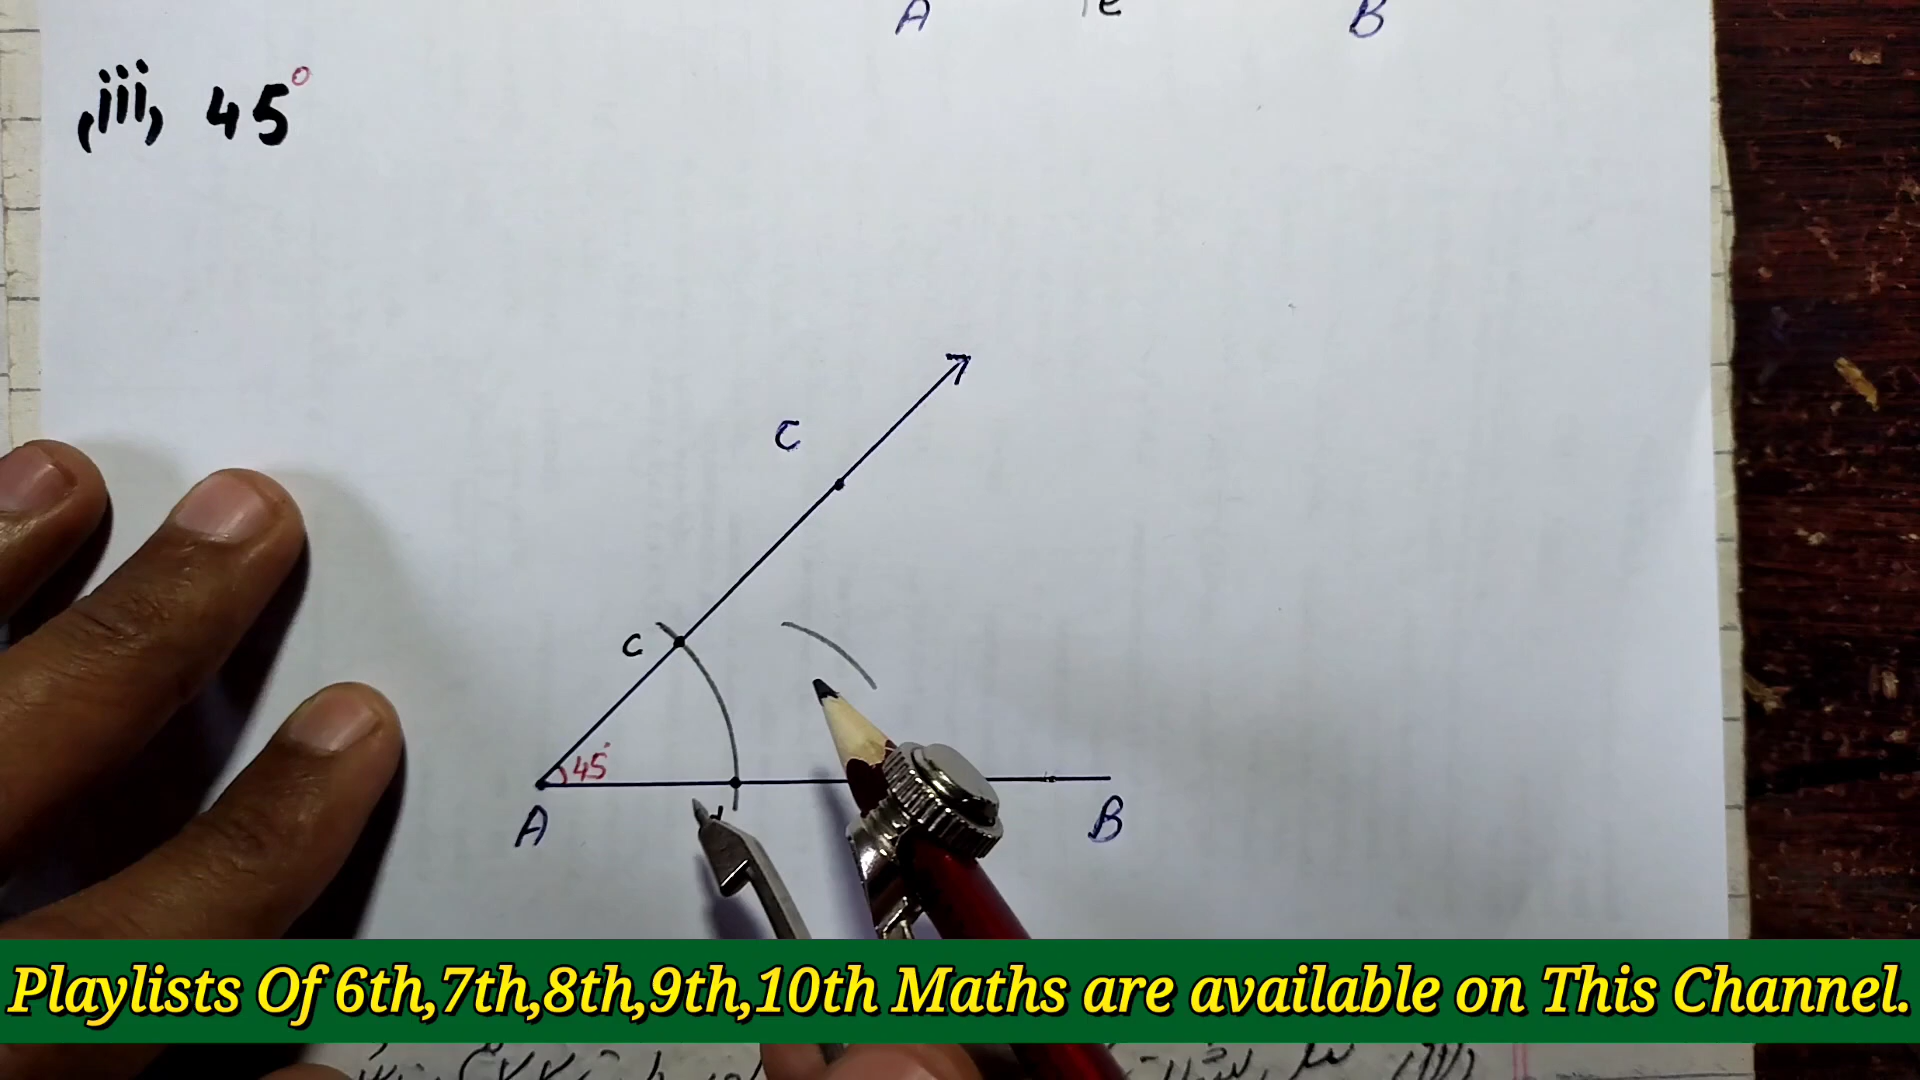 A e B
(iii) 45°
C
C
45°
A B
Playlists Of 6th,7th,8th,9th,10th Maths are available on This Channel.